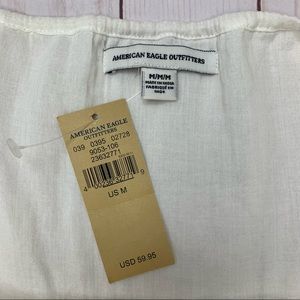 AMERICAN EAGLE OUTFITTERS
M/M/M
MADE IN INDIA
FABRIQUÉ EN
INDE
AMERICAN EAGLE
OUTFITTERS
039 0395 02728
9053-106
23632771
US M
USD 59.95